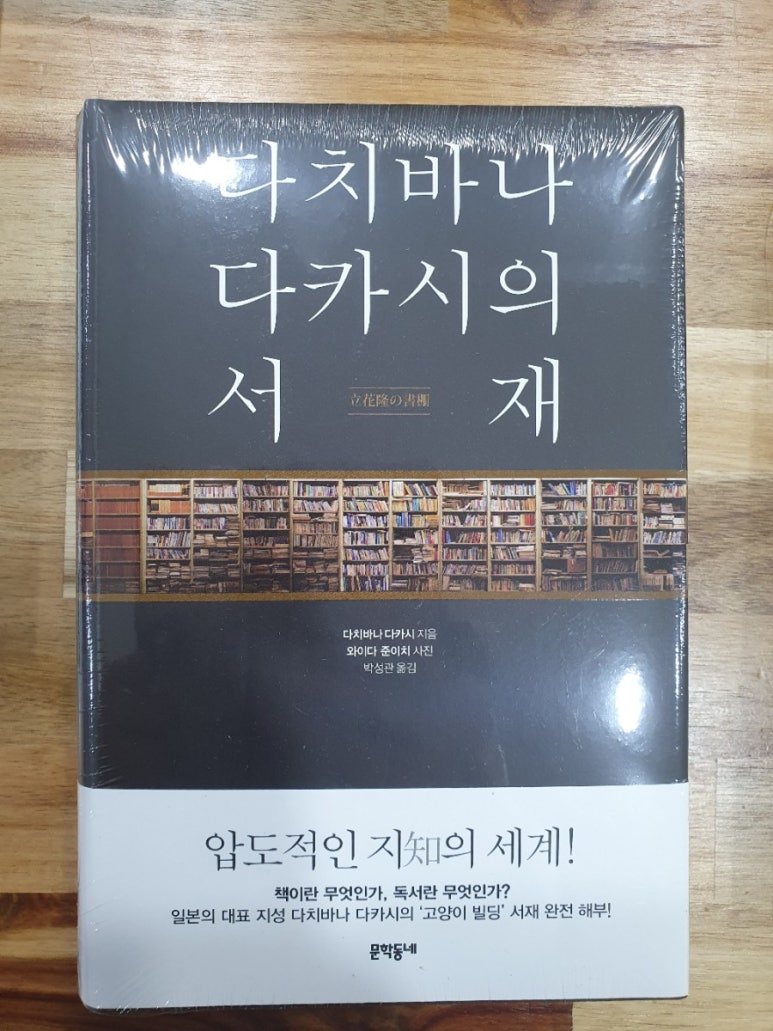 다치바나
다카시의
서재
立花隆の書棚
다치바나 다카시 지음
와이다 준이치 사진
박성관 옮김
압도적인 지知의 세계!
책이란 무엇인가, 독서란 무엇인가?
일본의 대표 지성 다치바나 다카시의 '고양이 빌딩' 서재 완전 해부!
문학동네